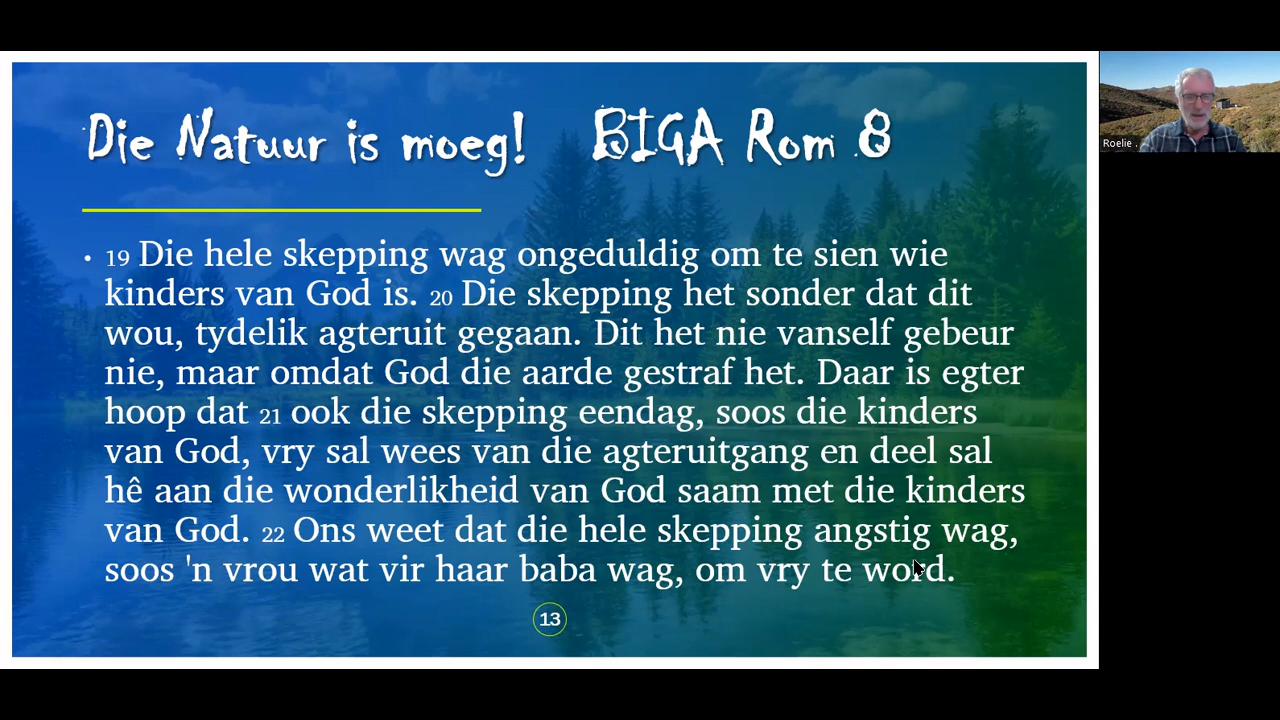 Die Natuur is moeg! BIGA Rom 8
• 19 Die hele skepping wag ongeduldig om te sien wie
kinders van God is. 20 Die skepping het sonder dat dit
wou, tydelik agteruit gegaan. Dit het nie vanself gebeur
nie, maar omdat God die aarde gestraf het. Daar is egter
hoop dat 21 ook die skepping eendag, soos die kinders
van God, vry sal wees van die agteruitgang en deel sal
hê aan die wonderlikheid van God saam met die kinders
van God. 22 Ons weet dat die hele skepping angstig wag,
soos 'n vrou wat vir haar baba wag, om vry te word.
13
Roelie .